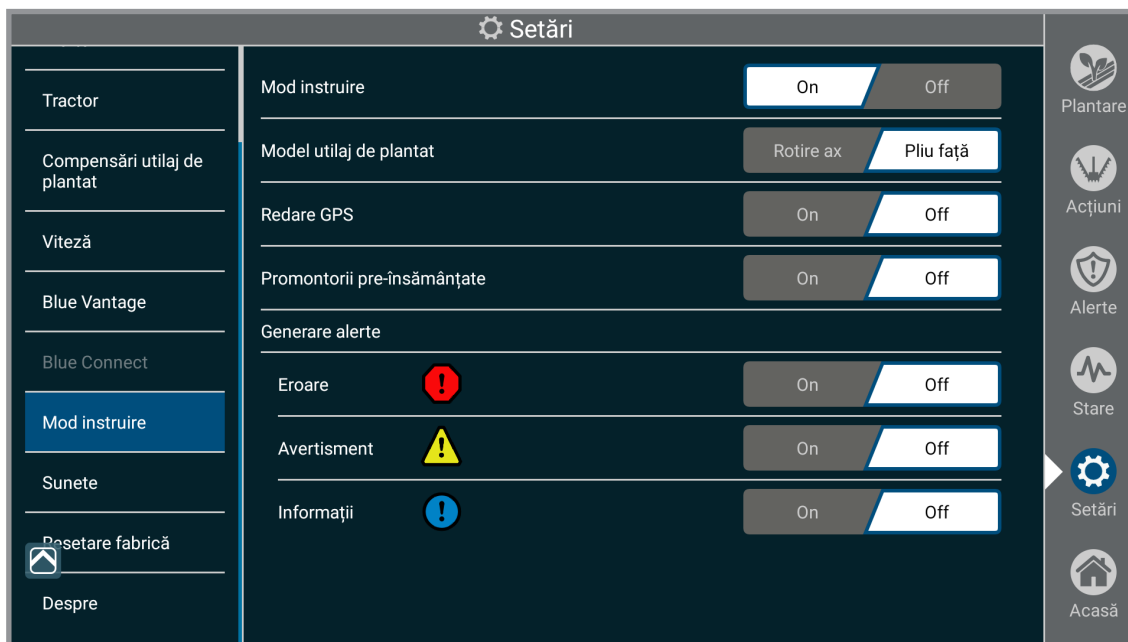 Setări
Tractor
Compensări utilaj de
plantat
Viteză
Blue Vantage
Blue Connect
Mod instruire
Sunete
Resetare fabrică
Despre
Mod instruire On Off
Model utilaj de plantat Rotire ax Pliu față
Redare GPS On Off
Promontorii pre-însămânțate On Off
Generare alerte
Eroare On Off
Avertisment On Off
Informații On Off
Plantare
Acțiuni
Alerte
Stare
Setări
Acasă